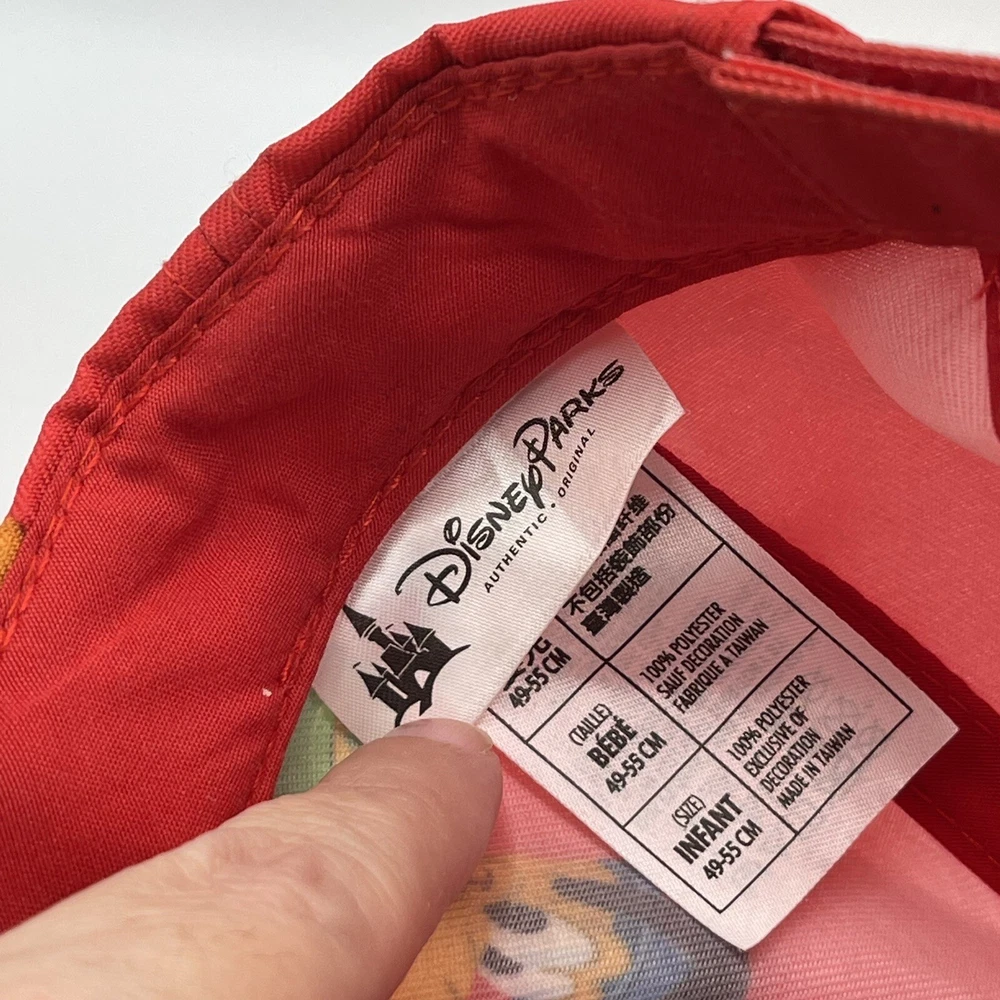 DISNEY PARKS
AUTHENTIC • ORIGINAL
不包括裝飾部份
臺灣製造
49-55 CM
100% POLYESTER
SAUF DECORATION
FABRIQUE A TAIWAN
(TAILLE)
BÉBÉ
49-55 CM
100% POLYESTER
EXCLUSIVE OF
DECORATION
MADE IN TAIWAN
(SIZE)
INFANT
49-55 CM